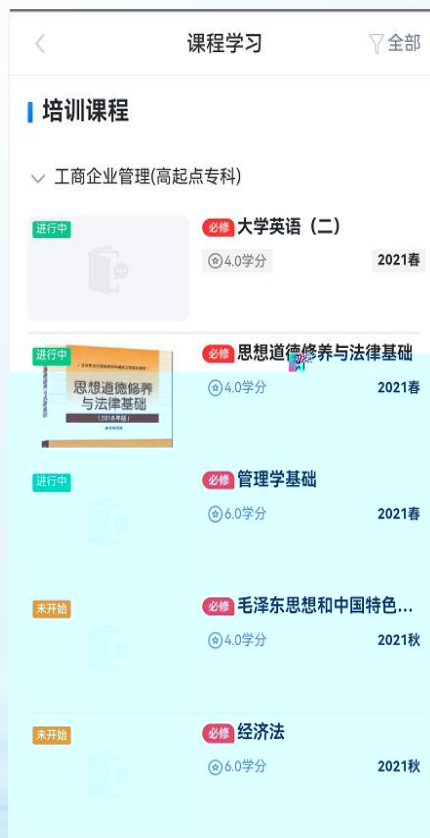 课程学习
全部
培训课程
工商企业管理(高起点专科)
进行中
必修 大学英语（二）
4.0学分
2021春
进行中
必修 思想道德修养与法律基础
思想道德修养
与法律基础
(2018年版)
4.0学分
2021春
进行中
必修 管理学基础
6.0学分
2021春
未开始
必修 毛泽东思想和中国特色...
4.0学分
2021秋
未开始
必修 经济法
6.0学分
2021秋